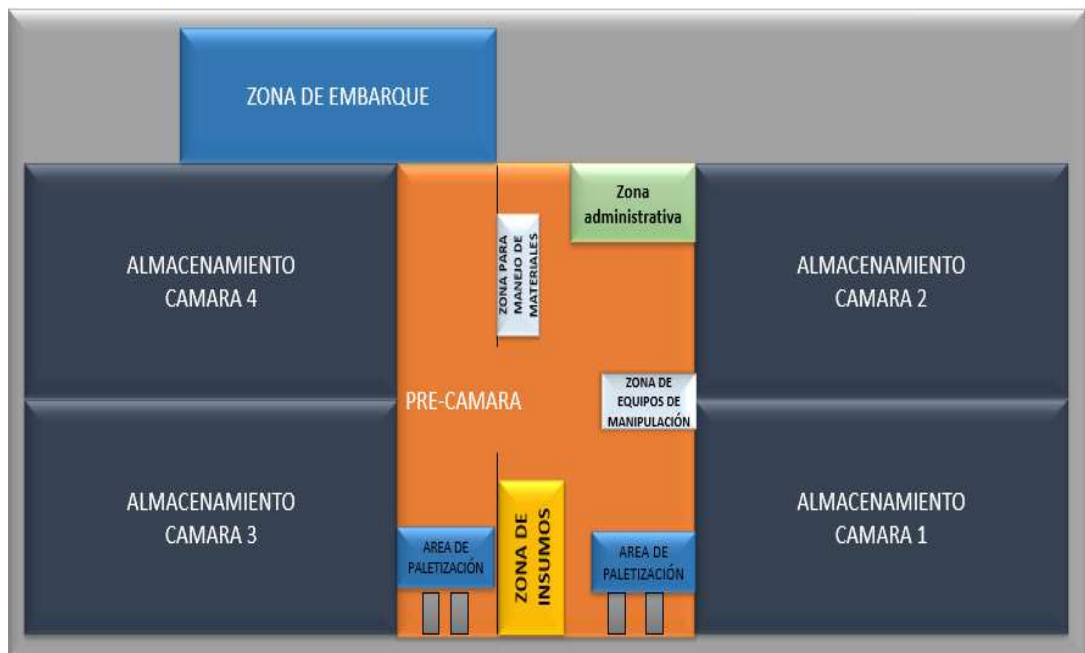 ZONA DE EMBARQUE
Zona
administrativa
ZONA PARA
MANEJO DE
MATERIALES
ALMACENAMIENTO
CAMARA 4
ALMACENAMIENTO
CAMARA 2
PRE-CAMARA
ZONA DE
EQUIPOS DE
MANIPULACIÓN
ALMACENAMIENTO
CAMARA 3
ZONA DE
INSUMOS
ALMACENAMIENTO
CAMARA 1
AREA DE
PALETIZACIÓN
AREA DE
PALETIZACIÓN